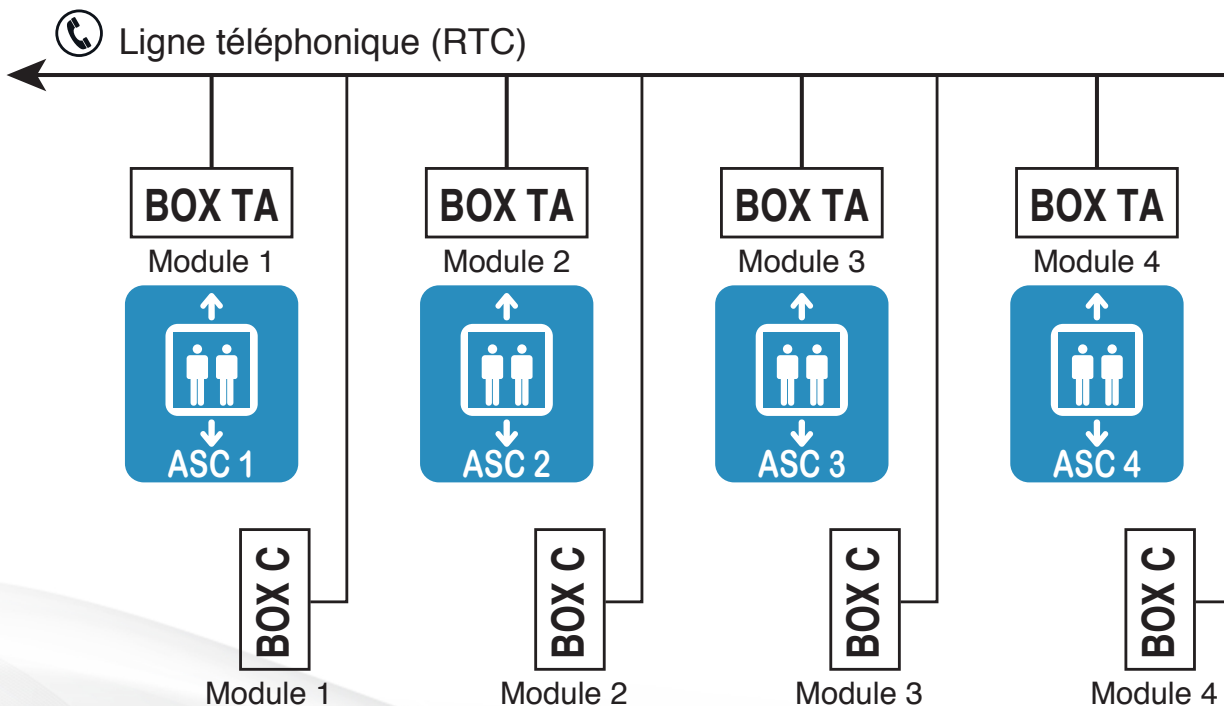 Ligne téléphonique (RTC)
BOX TA
BOX TA
BOX TA
BOX TA
Module 1
Module 2
Module 3
Module 4
ASC 1
ASC 2
ASC 3
ASC 4
BOX C
BOX C
BOX C
BOX C
Module 1
Module 2
Module 3
Module 4